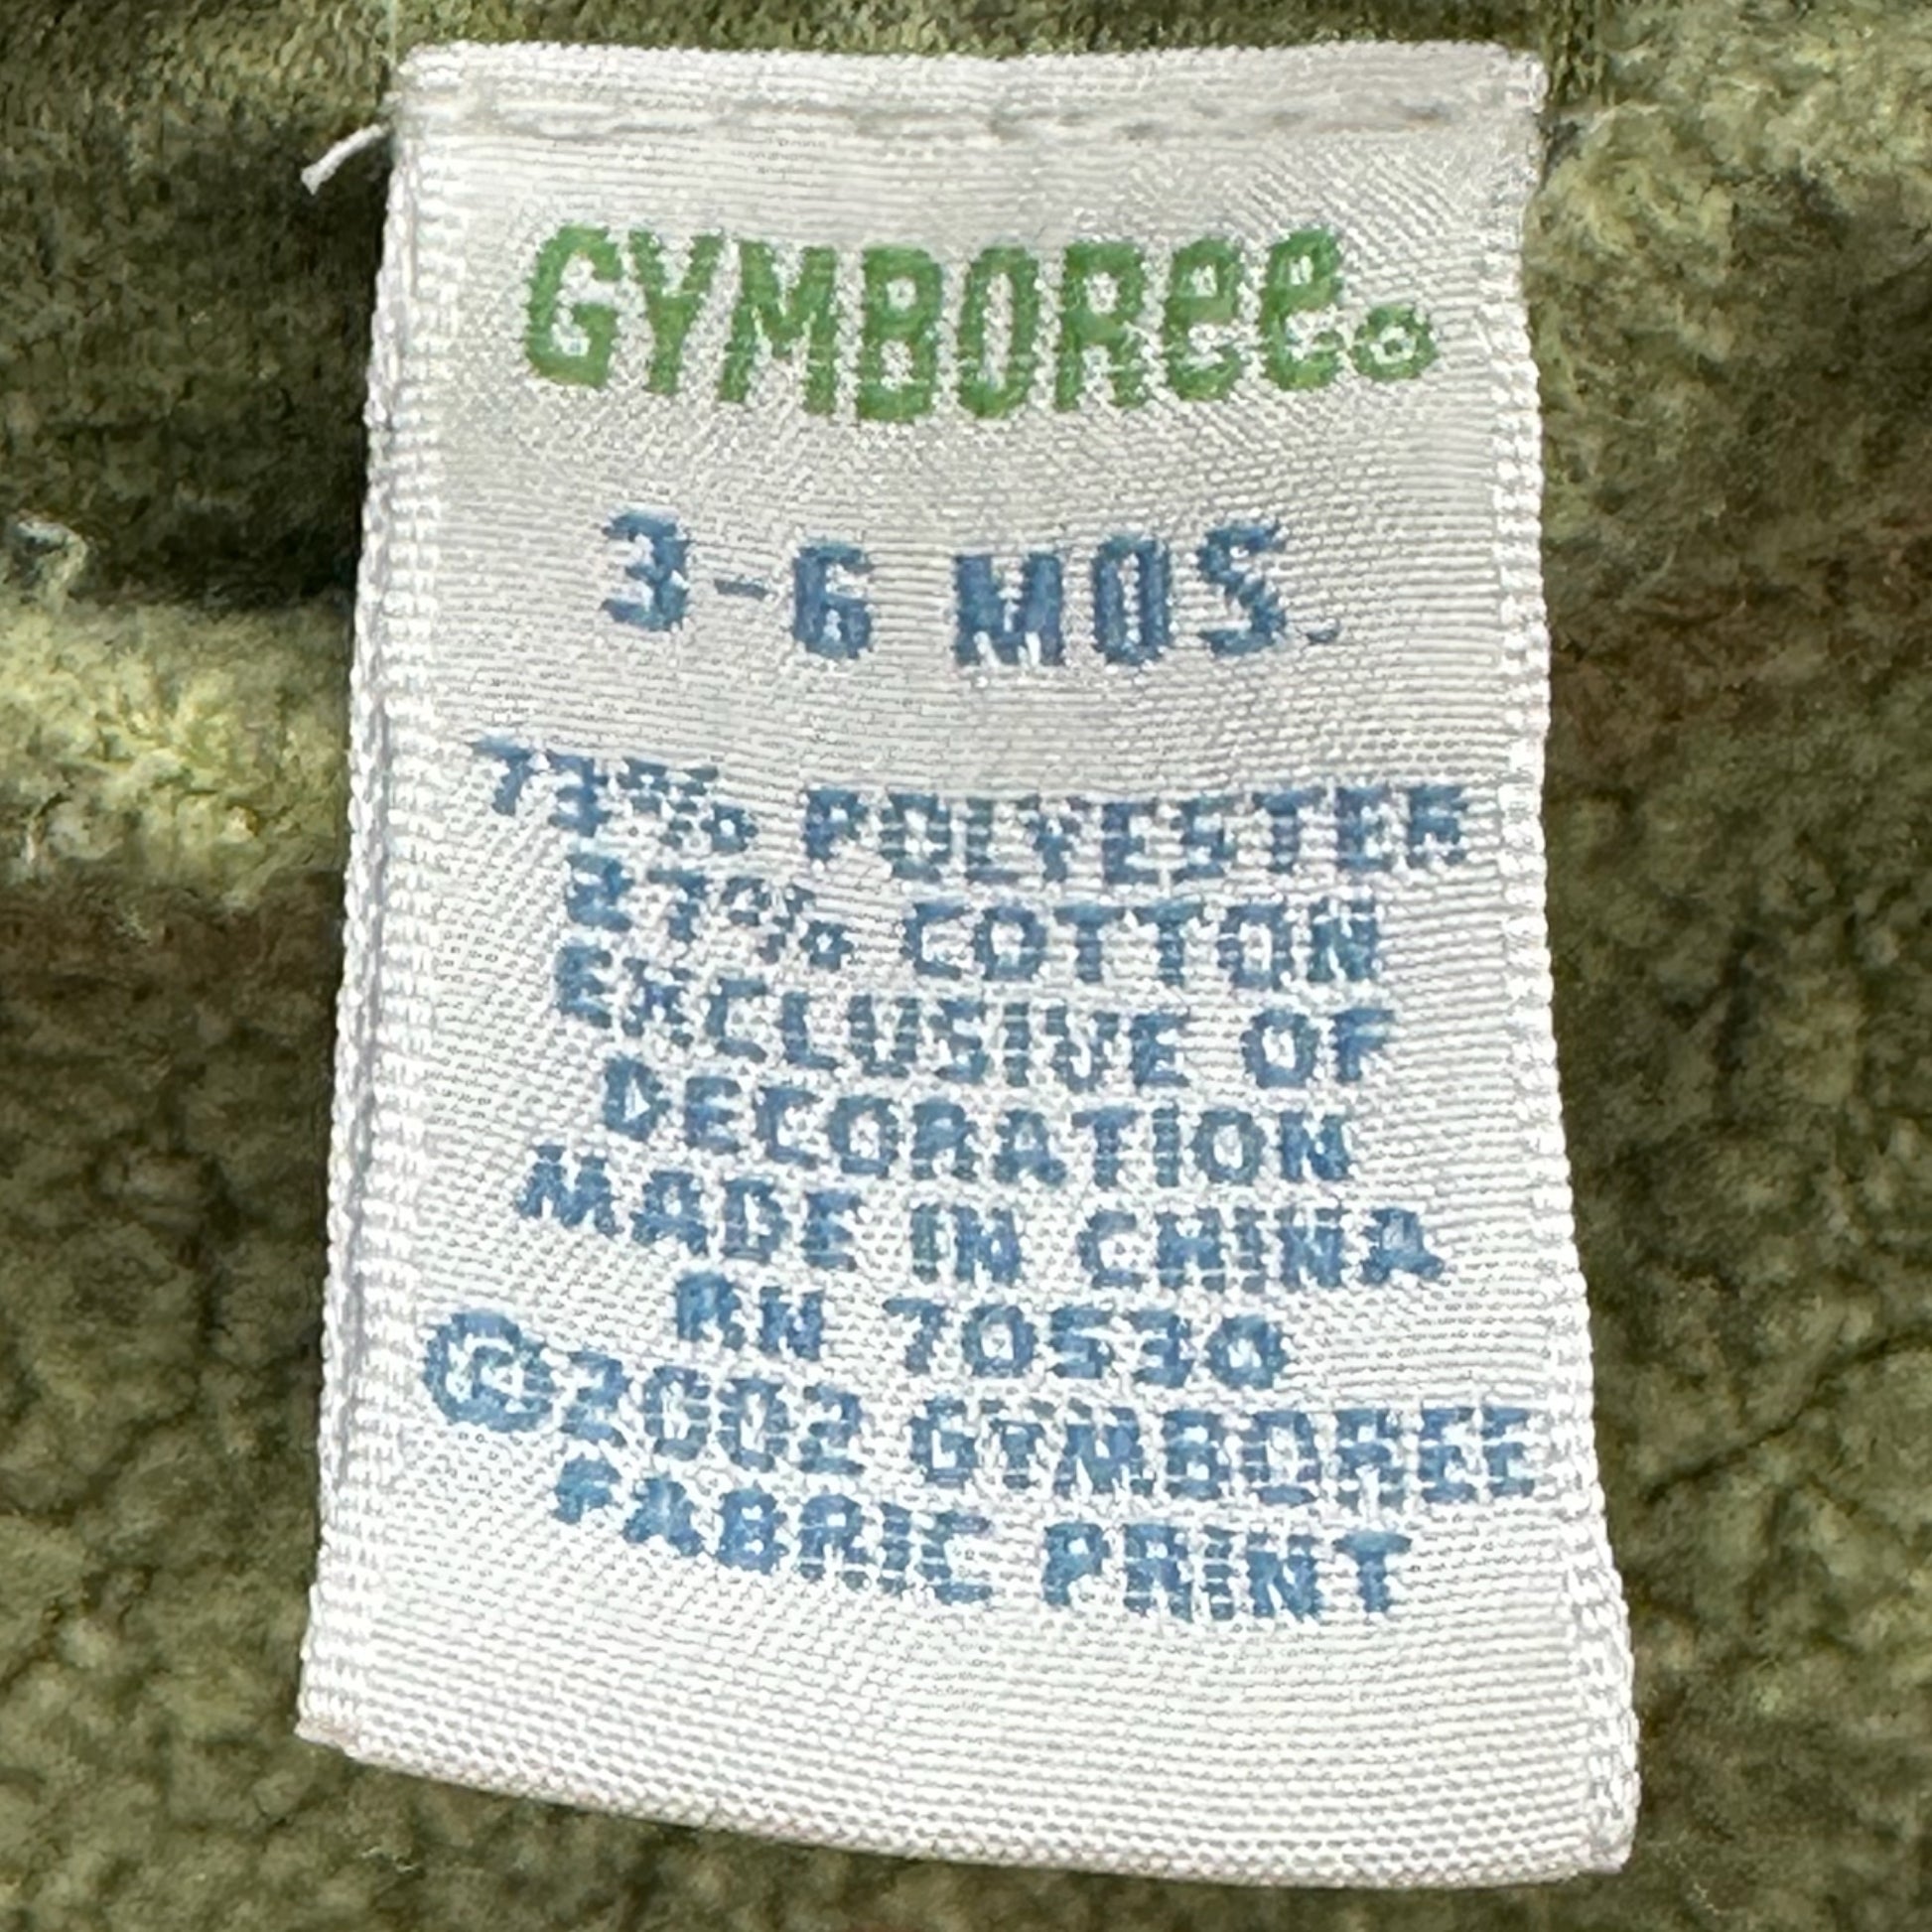 GYMBOREE®
3-6 MOS.
73% POLYESTER
27% COTTON
EXCLUSIVE OF
DECORATION
MADE IN CHINA
RN 70530
©2002 GYMBOREE
FABRIC PRINT